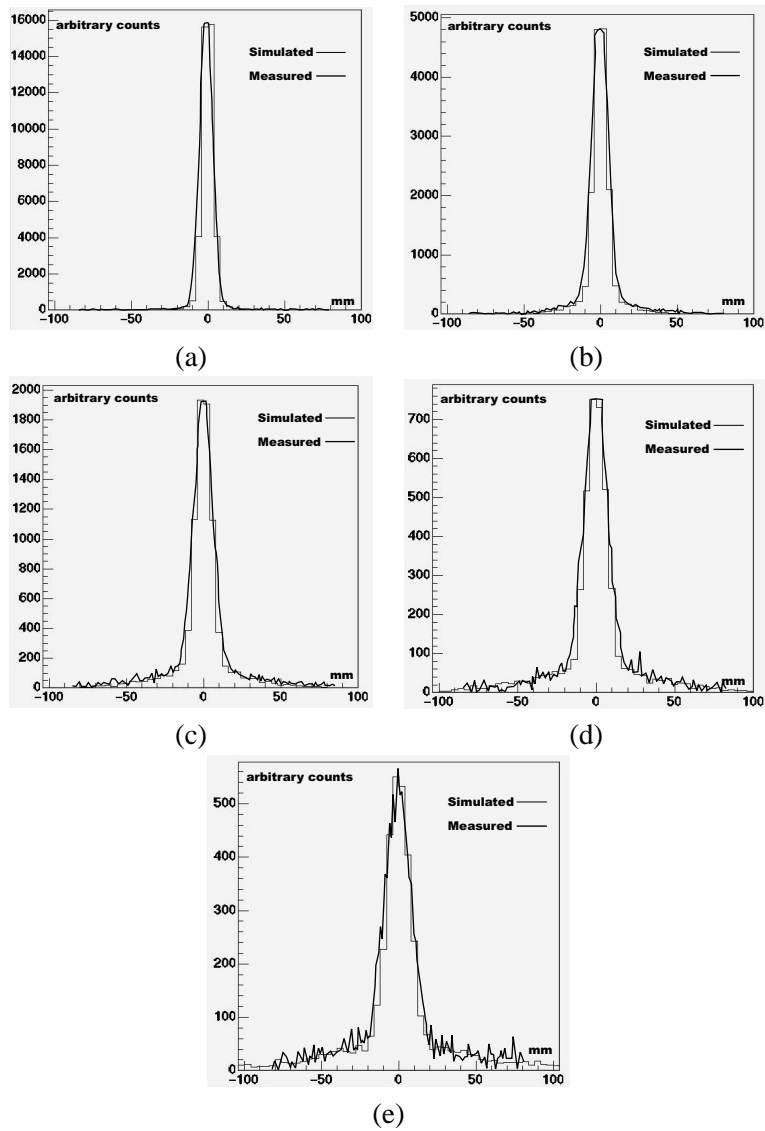 arbitrary counts
Simulated
Measured
16000
14000
12000
10000
8000
6000
4000
2000
0
mm
−100 −50 0 50 100
(a)
arbitrary counts
Simulated
Measured
5000
4000
3000
2000
1000
0
mm
−100 −50 0 50 100
(b)
arbitrary counts
Simulated
Measured
2000
1800
1600
1400
1200
1000
800
600
400
200
0
mm
−100 −50 0 50 100
(c)
arbitrary counts
Simulated
Measured
700
600
500
400
300
200
100
0
mm
−100 −50 0 50 100
(d)
arbitrary counts
Simulated
Measured
500
400
300
200
100
0
mm
−100 −50 0 50 100
(e)